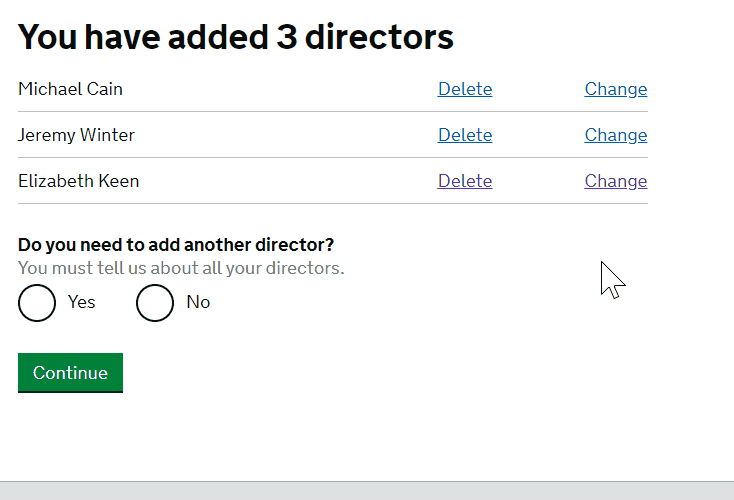 You have added 3 directors
Michael Cain Delete Change
Jeremy Winter Delete Change
Elizabeth Keen Delete Change
Do you need to add another director?
You must tell us about all your directors.
Yes No
Continue